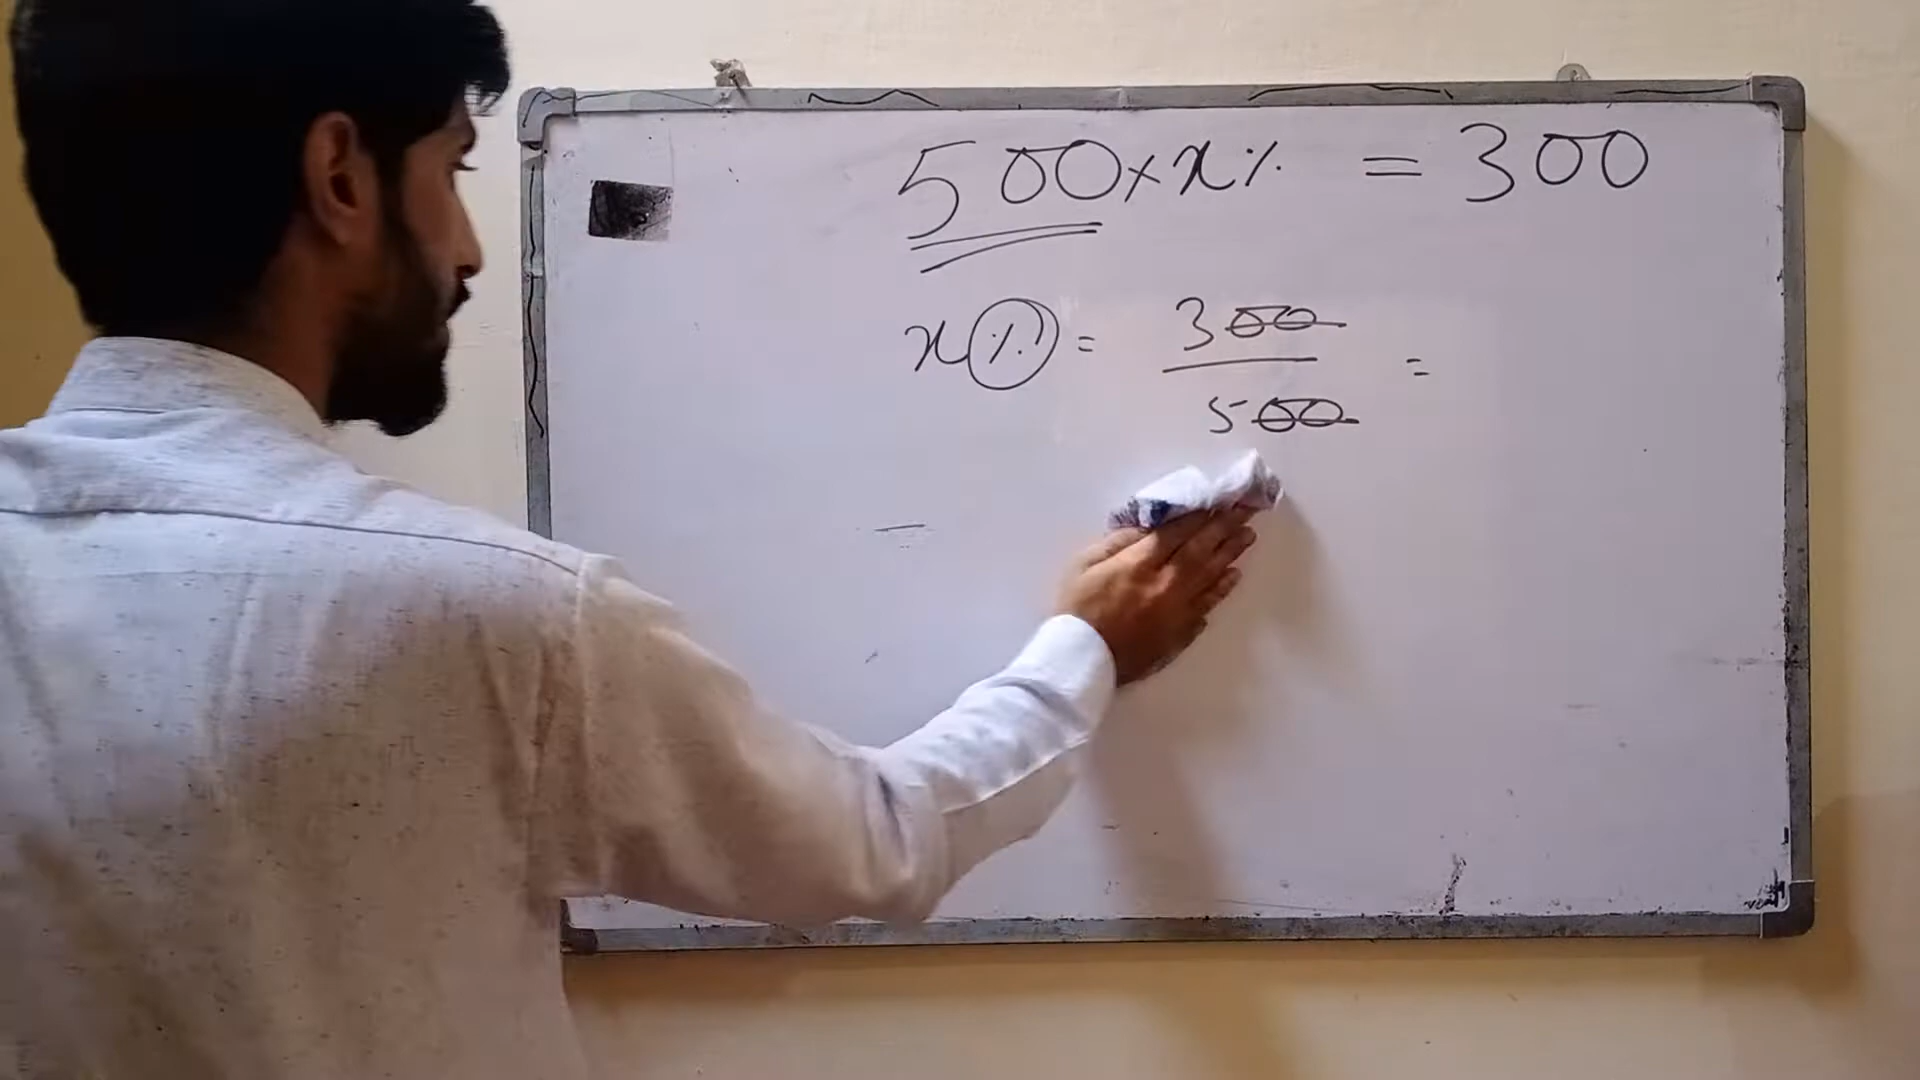 500 × x% = 300
x% = 300/500 =